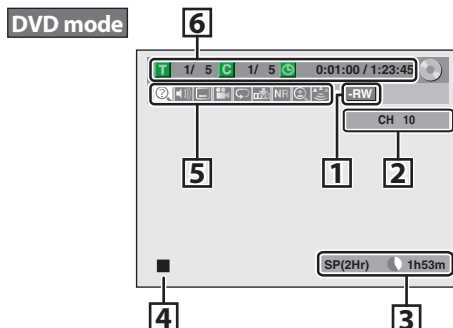 DVD mode
6
T 1/ 5 C 1/ 5 0:01:00 / 1:23:45
NR -RW
CH 10
5 1 2
SP(2Hr) 1h53m
4 3